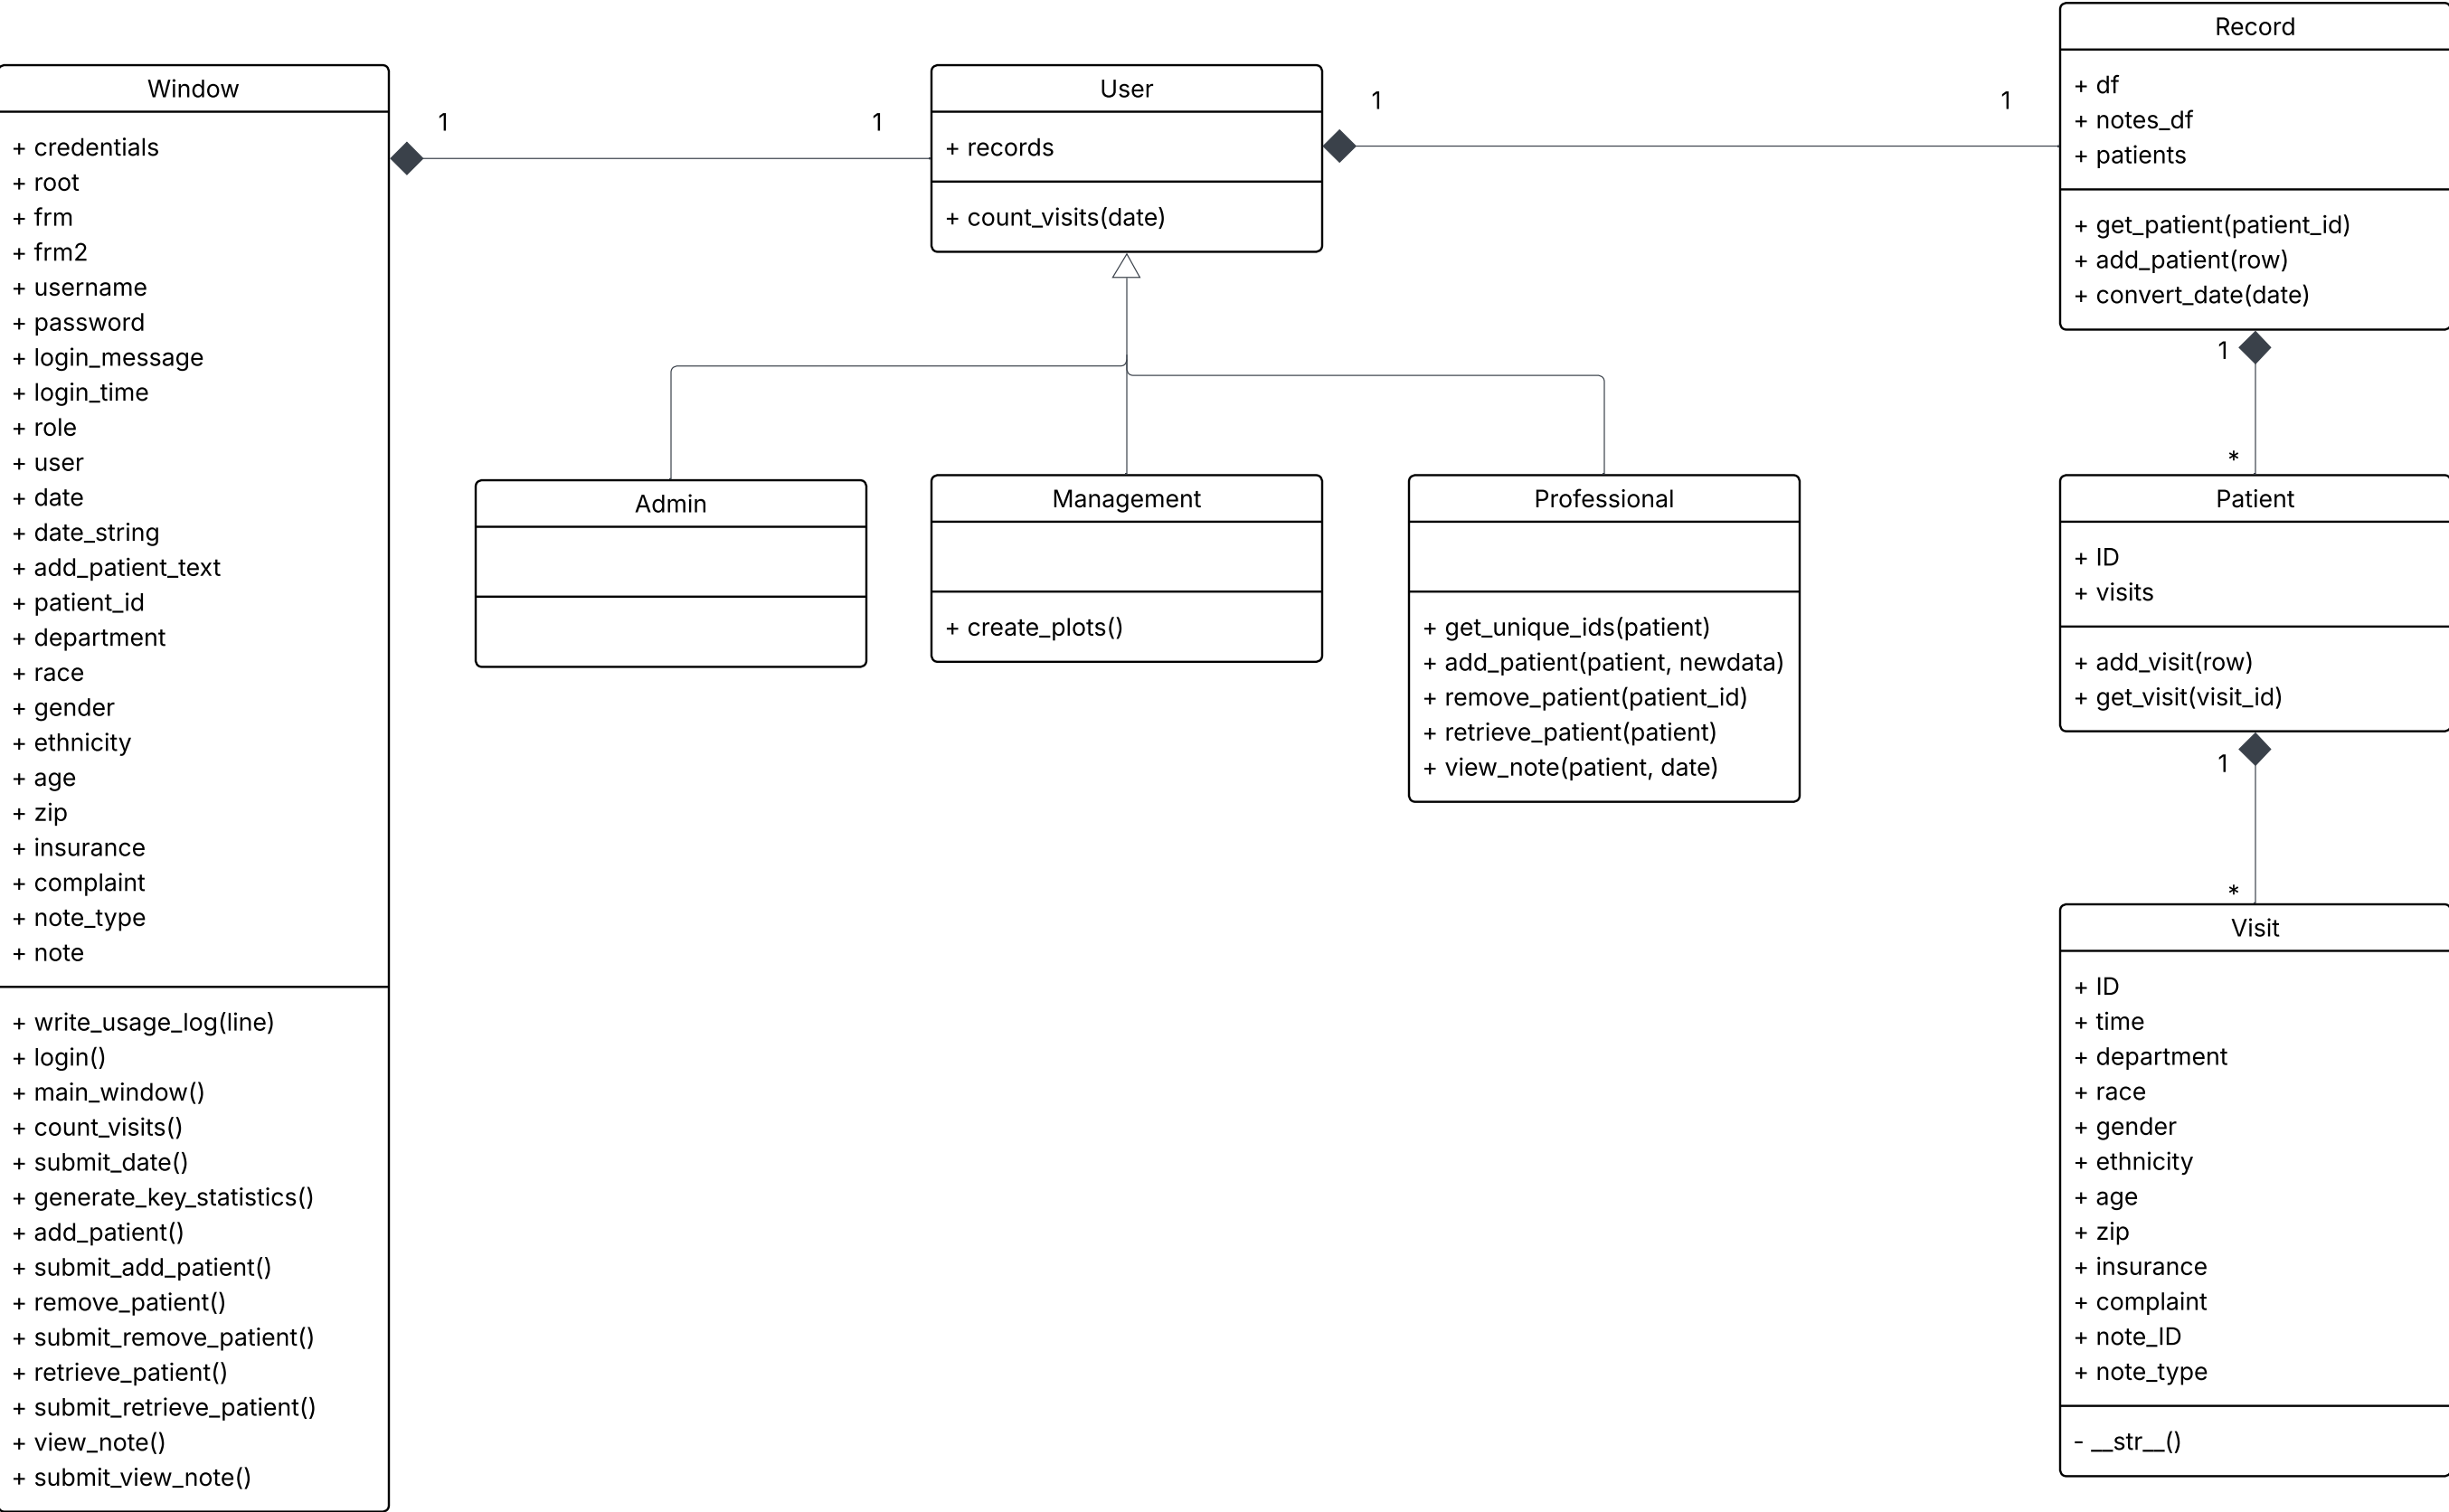 Window
+ credentials
+ root
+ frm
+ frm2
+ username
+ password
+ login_message
+ login_time
+ role
+ user
+ date
+ date_string
+ add_patient_text
+ patient_id
+ department
+ race
+ gender
+ ethnicity
+ age
+ zip
+ insurance
+ complaint
+ note_type
+ note
+ write_usage_log(line)
+ login()
+ main_window()
+ count_visits()
+ submit_date()
+ generate_key_statistics()
+ add_patient()
+ submit_add_patient()
+ remove_patient()
+ submit_remove_patient()
+ retrieve_patient()
+ submit_retrieve_patient()
+ view_note()
+ submit_view_note()
1
1
User
+ records
+ count_visits(date)
1
1
Admin
Management
+ create_plots()
Professional
+ get_unique_ids(patient)
+ add_patient(patient, newdata)
+ remove_patient(patient_id)
+ retrieve_patient(patient)
+ view_note(patient, date)
Record
+ df
+ notes_df
+ patients
+ get_patient(patient_id)
+ add_patient(row)
+ convert_date(date)
1
*
Patient
+ ID
+ visits
+ add_visit(row)
+ get_visit(visit_id)
1
*
Visit
+ ID
+ time
+ department
+ race
+ gender
+ ethnicity
+ age
+ zip
+ insurance
+ complaint
+ note_ID
+ note_type
- __str__()